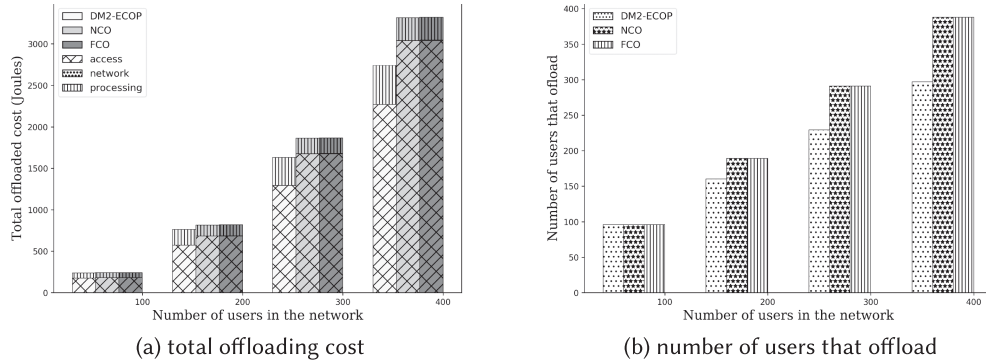 DM2-ECOP
NCO
FCO
access
network
processing
Total offloaded cost (Joules)
3500
3000
2500
2000
1500
1000
500
0
100
200
300
400
Number of users in the network
(a) total offloading cost
DM2-ECOP
NCO
FCO
Number of users that ofload
400
350
300
250
200
150
100
50
0
100
200
300
400
Number of users in the network
(b) number of users that offload